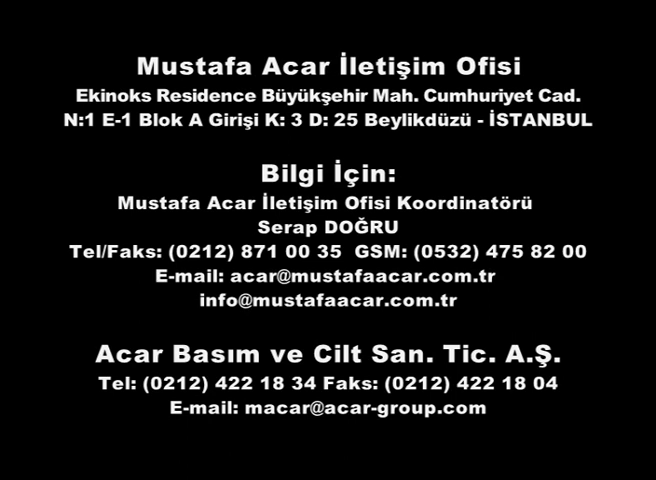 Mustafa Acar İletişim Ofisi
Ekinoks Residence Büyükşehir Mah. Cumhuriyet Cad.
N:1 E-1 Blok A Girişi K: 3 D: 25 Beylikdüzü - İSTANBUL
Bilgi İçin:
Mustafa Acar İletişim Ofisi Koordinatörü
Serap DOĞRU
Tel/Faks: (0212) 871 00 35 GSM: (0532) 475 82 00
E-mail: acar@mustafaacar.com.tr
info@mustafaacar.com.tr
Acar Basım ve Cilt San. Tic. A.Ş.
Tel: (0212) 422 18 34 Faks: (0212) 422 18 04
E-mail: macar@acar-group.com